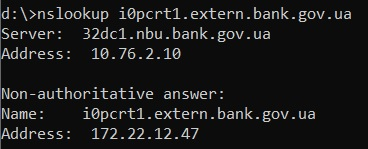 d:\>nslookup i0pcrt1.extern.bank.gov.ua
Server:  32dc1.nbu.bank.gov.ua
Address:  10.76.2.10

Non-authoritative answer:
Name:    i0pcrt1.extern.bank.gov.ua
Address:  172.22.12.47